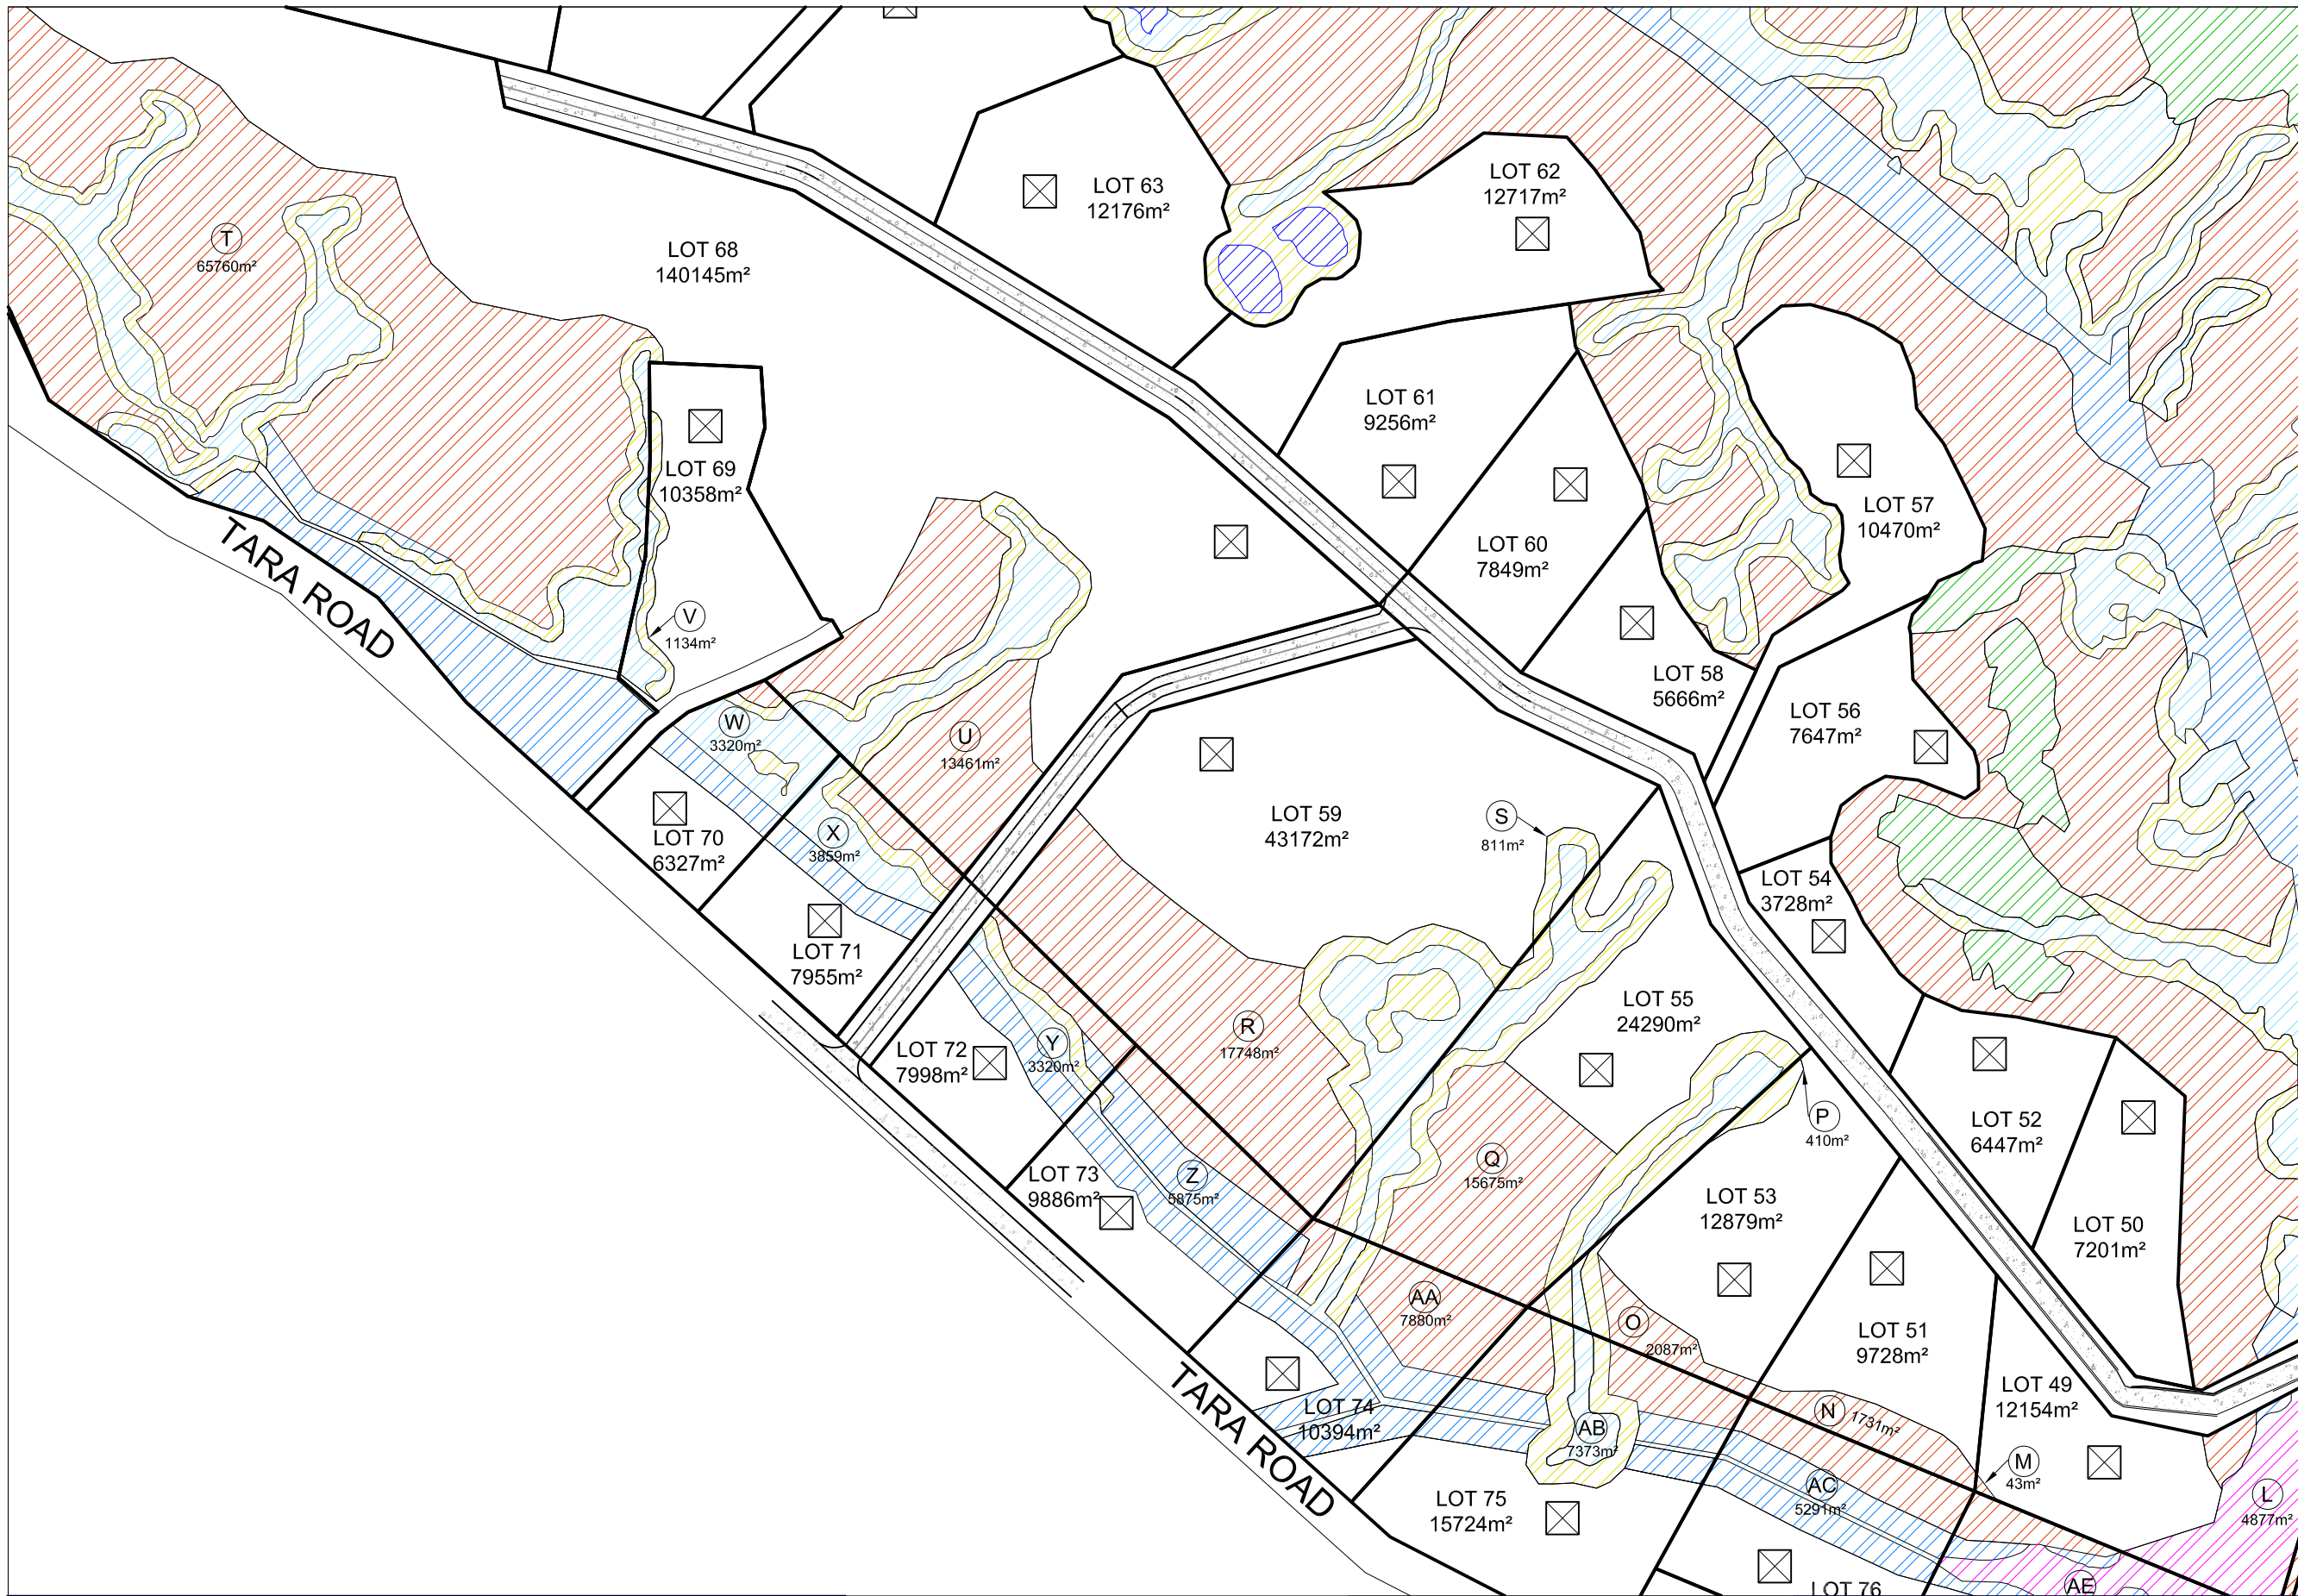 LOT 63
12176m²
LOT 62
12717m²
T
65760m²
LOT 68
140145m²
LOT 61
9256m²
LOT 69
10358m²
LOT 57
10470m²
LOT 60
7849m²
TARA ROAD
V
1134m²
LOT 58
5666m²
LOT 56
7647m²
W
3320m²
U
13461m²
LOT 59
43172m²
S
811m²
X
3859m²
LOT 70
6327m²
LOT 54
3728m²
LOT 71
7955m²
LOT 55
24290m²
R
17748m²
LOT 72
7998m²
Y
3320m²
P
410m²
LOT 52
6447m²
Q
15675m²
Z
5875m²
LOT 73
9886m²
LOT 53
12879m²
LOT 50
7201m²
AA
7880m²
O
2087m²
LOT 51
9728m²
TARA ROAD
LOT 49
12154m²
N
1731m²
LOT 74
10394m²
AB
7373m²
M
43m²
AC
5291m²
L
4877m²
LOT 75
15724m²
AE
LOT 76